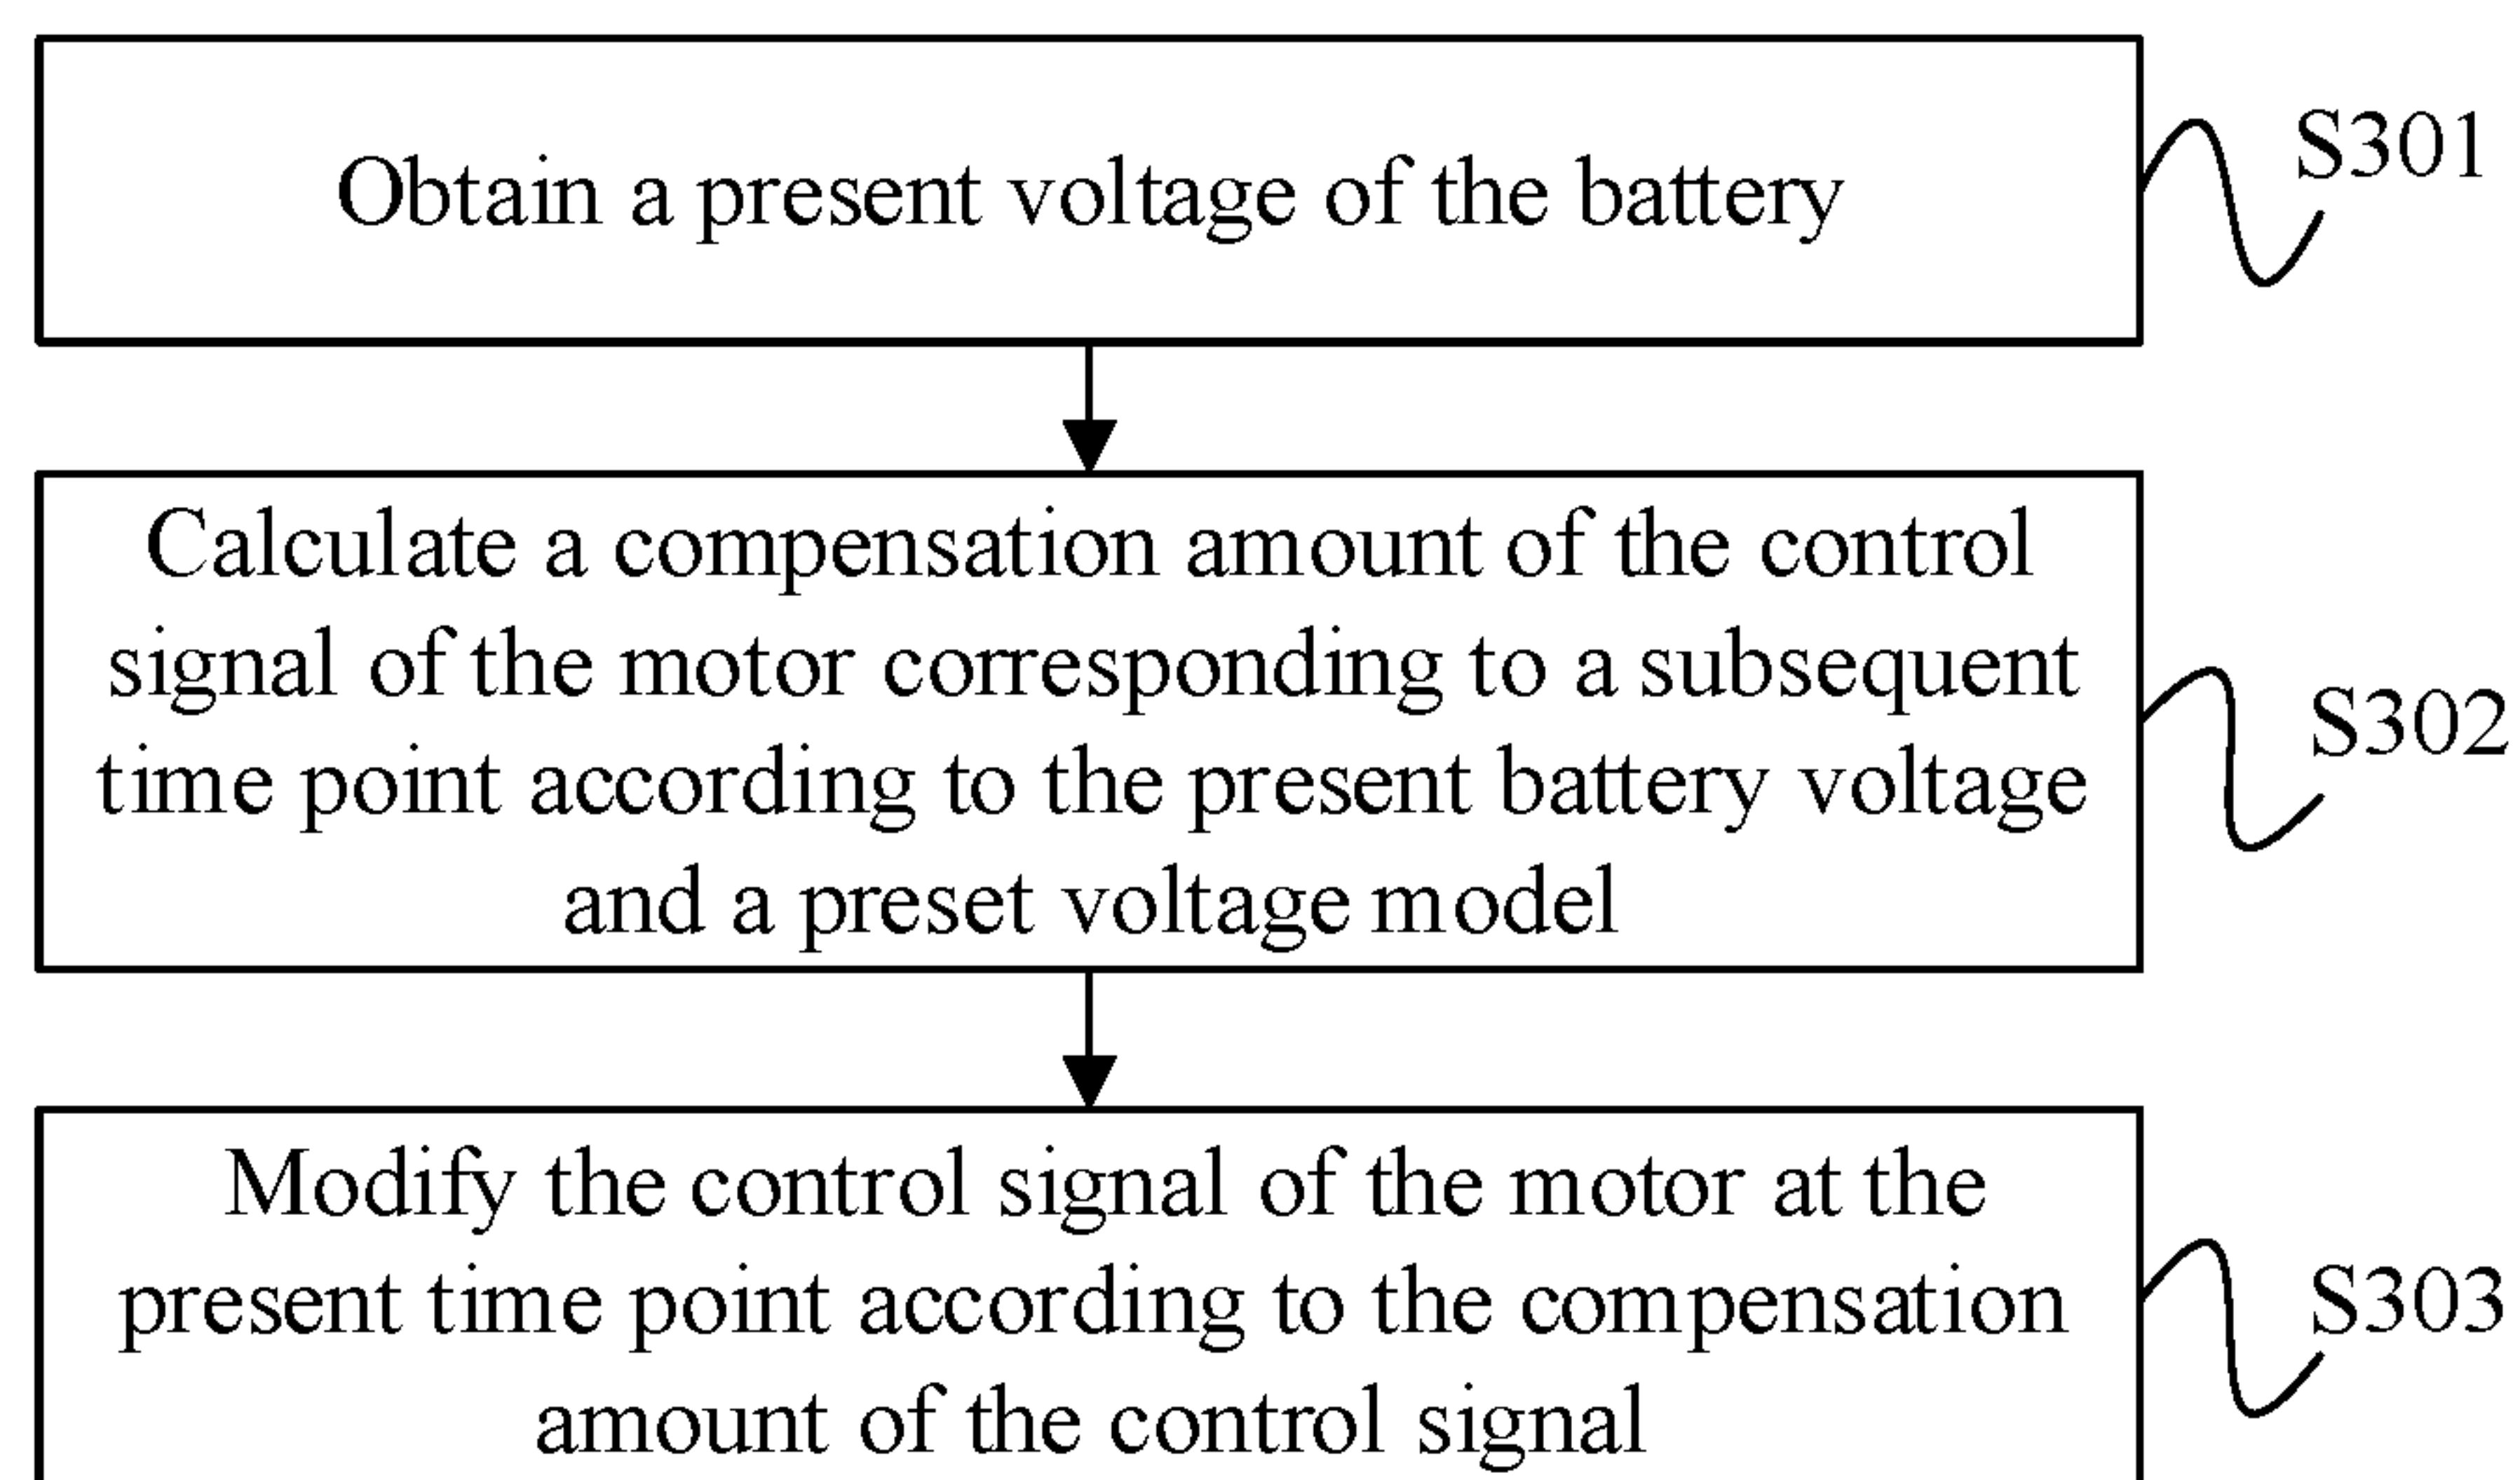 Obtain a present voltage of the battery
S301
Calculate a compensation amount of the control
signal of the motor corresponding to a subsequent
time point according to the present battery voltage
and a preset voltage model
S302
Modify the control signal of the motor at the
present time point according to the compensation
amount of the control signal
S303